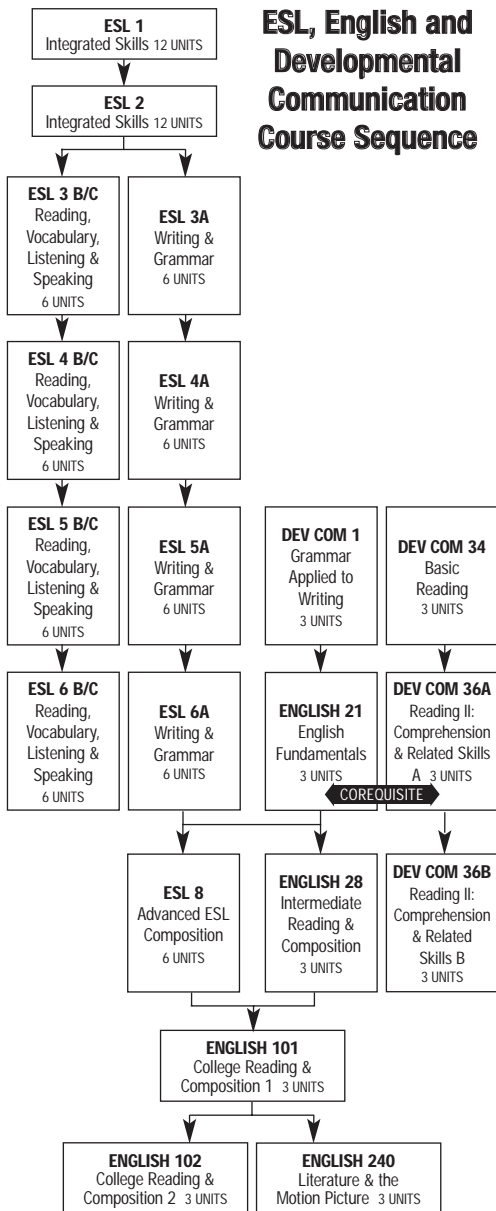 ESL, English and
Developmental
Communication
Course Sequence
ESL 1
Integrated Skills 12 UNITS
ESL 2
Integrated Skills 12 UNITS
ESL 3 B/C
Reading,
Vocabulary,
Listening &
Speaking
6 UNITS
ESL 3A
Writing &
Grammar
6 UNITS
ESL 4 B/C
Reading,
Vocabulary,
Listening &
Speaking
6 UNITS
ESL 4A
Writing &
Grammar
6 UNITS
ESL 5 B/C
Reading,
Vocabulary,
Listening &
Speaking
6 UNITS
ESL 5A
Writing &
Grammar
6 UNITS
DEV COM 1
Grammar
Applied to
Writing
3 UNITS
DEV COM 34
Basic
Reading
3 UNITS
ESL 6 B/C
Reading,
Vocabulary,
Listening &
Speaking
6 UNITS
ESL 6A
Writing &
Grammar
6 UNITS
ENGLISH 21
English
Fundamentals
3 UNITS
DEV COM 36A
Reading II:
Comprehension
& Related Skills
A 3 UNITS
COREQUISITE
ESL 8
Advanced ESL
Composition
6 UNITS
ENGLISH 28
Intermediate
Reading &
Composition
3 UNITS
DEV COM 36B
Reading II:
Comprehension
& Related
Skills B
3 UNITS
ENGLISH 101
College Reading &
Composition 1 3 UNITS
ENGLISH 102
College Reading &
Composition 2 3 UNITS
ENGLISH 240
Literature & the
Motion Picture 3 UNITS